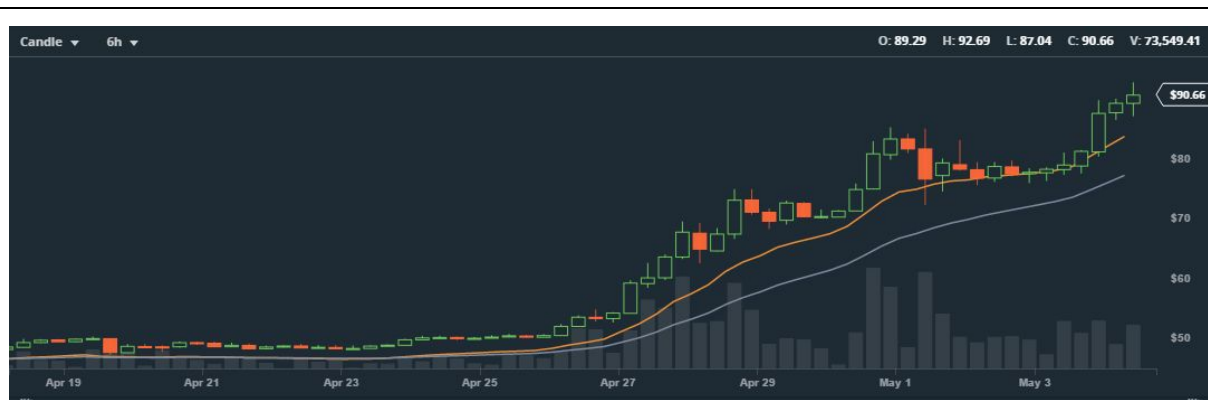 Candle 6h O: 89.29 H: 92.69 L: 87.04 C: 90.66 V: 73,549.41
$90.66
$80
$70
$60
$50
Apr 19 Apr 21 Apr 23 Apr 25 Apr 27 Apr 29 May 1 May 3